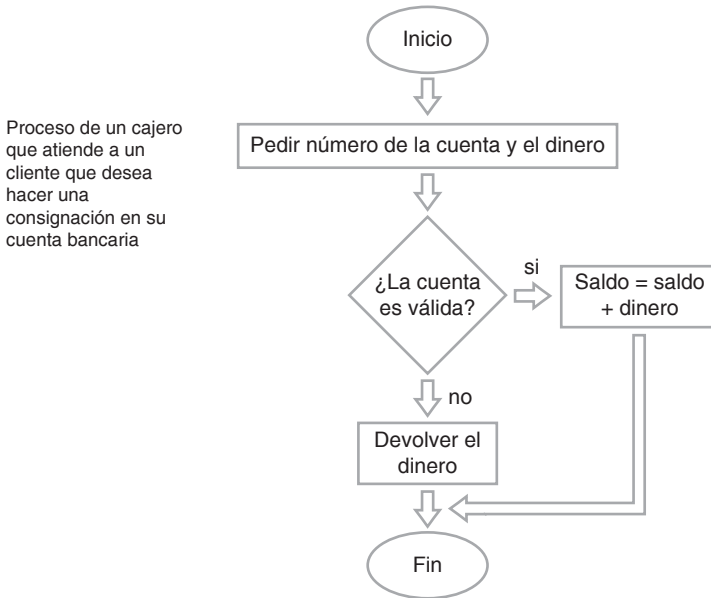 Inicio
Proceso de un cajero
que atiende a un
cliente que desea
hacer una
consignación en su
cuenta bancaria
Pedir número de la cuenta y el dinero
¿La cuenta
es válida?
si
Saldo = saldo
+ dinero
no
Devolver el
dinero
Fin